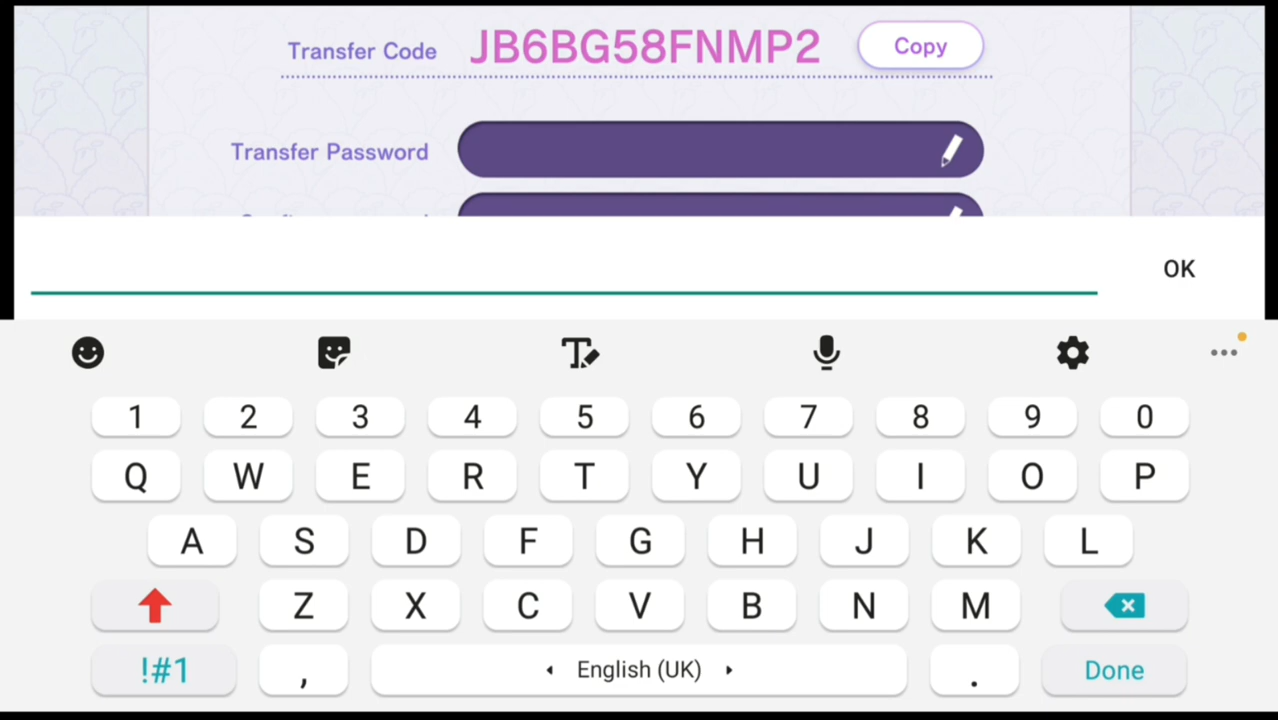 Transfer Code JB6BG58FNMP2 Copy
Transfer Password
OK
1 2 3 4 5 6 7 8 9 0
Q W E R T Y U I O P
A S D F G H J K L
Z X C V B N M
!#1 , English (UK) . Done